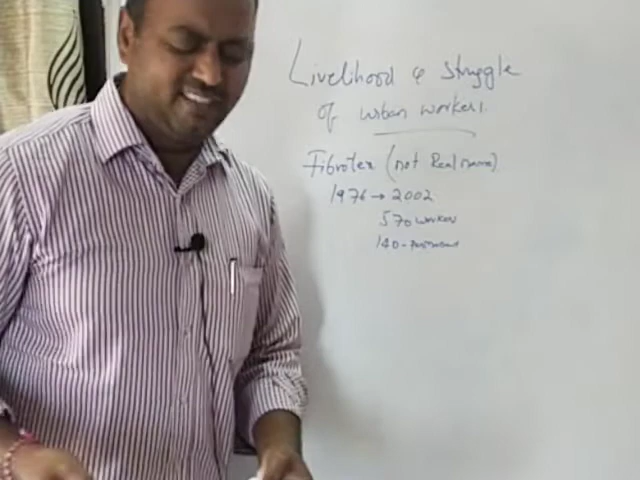 Livelihood & struggle
of urban workers.
Fibrotex (not Real name)
1976 → 2002
570 workers
140 - Permanent